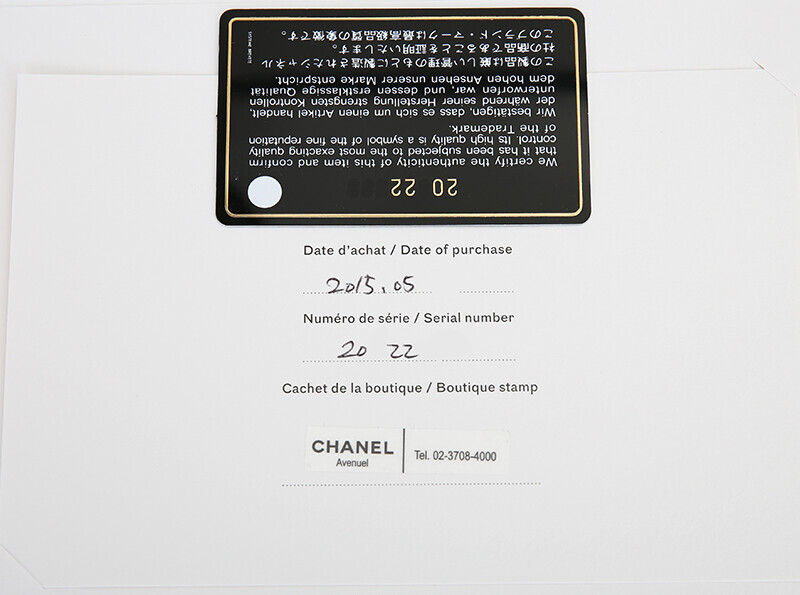 このブランド・マークは最高級品質の象徴です。
社の商品であることを証明いたします。
この製品は厳しい管理のもとに製造されたシャネル
dem hohen Ansehen unserer Marke entspricht.
unterworfen war, und dessen erstklassige Qualität
der während seiner Herstellung strengsten Kontrollen
Wir bestätigen, dass es sich um einen Artikel handelt,
of the Trademark.
control. Its high quality is a symbol of the fine reputation
that it has been subjected to the most exacting quality
We certify the authenticity of this item and confirm
20 22
Date d'achat / Date of purchase
2015.05
Numéro de série / Serial number
20 22
Cachet de la boutique / Boutique stamp
CHANEL
Avenuel
Tel. 02-3708-4000